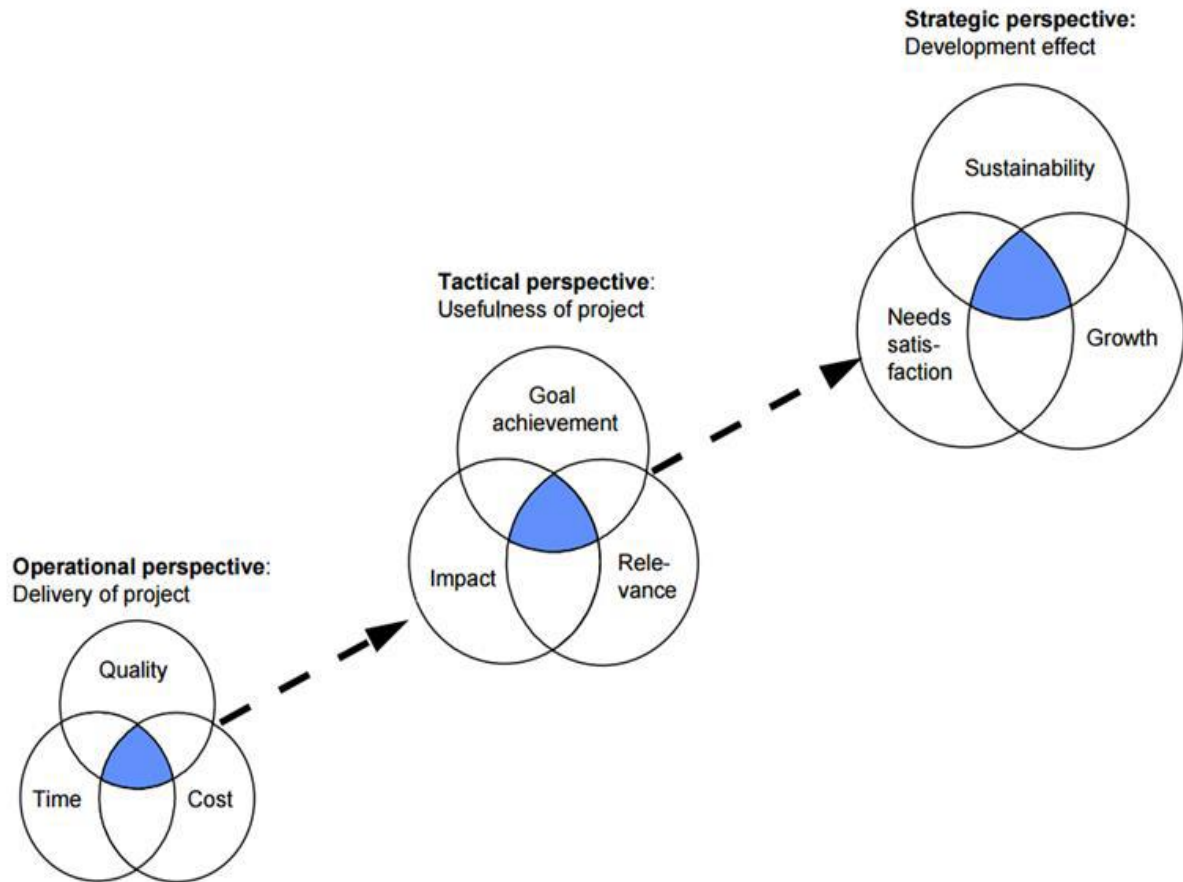 Strategic perspective:
Development effect
Sustainability
Needs
satis-
faction
Growth
Tactical perspective:
Usefulness of project
Goal
achievement
Impact
Rele-
vance
Operational perspective:
Delivery of project
Quality
Time
Cost